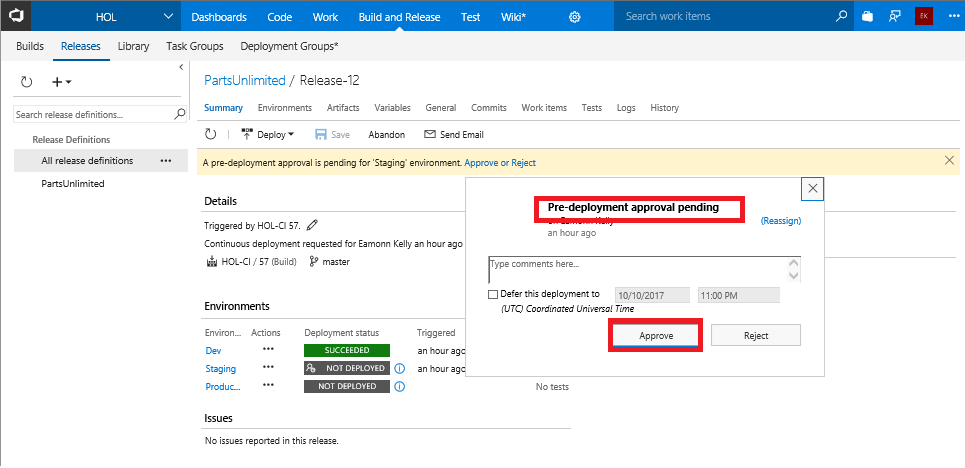 HOL Dashboards Code Work Build and Release Test Wiki* Search work items EK
Builds Releases Library Task Groups Deployment Groups*
PartsUnlimited / Release-12
Summary Environments Artifacts Variables General Commits Work items Tests Logs History
Search release definitions...
Deploy Save Abandon Send Email
Release Definitions
All release definitions
PartsUnlimited
A pre-deployment approval is pending for 'Staging' environment. Approve or Reject
Details
Triggered by HOL-CI 57.
Continuous deployment requested for Eamonn Kelly an hour ago
HOL-CI / 57 (Build) master
Environments
Environ... Actions Deployment status Triggered
Dev SUCCEEDED an hour ago
Staging NOT DEPLOYED an hour ago
Produc... NOT DEPLOYED No tests
Issues
No issues reported in this release.
Pre-deployment approval pending
on Eamonn Kelly (Reassign)
an hour ago
Type comments here...
Defer this deployment to 10/10/2017 11:00 PM
(UTC) Coordinated Universal Time
Approve Reject